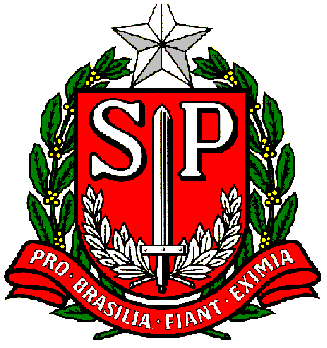 SP
PRO · BRASILIA · FIANT · EXIMIA